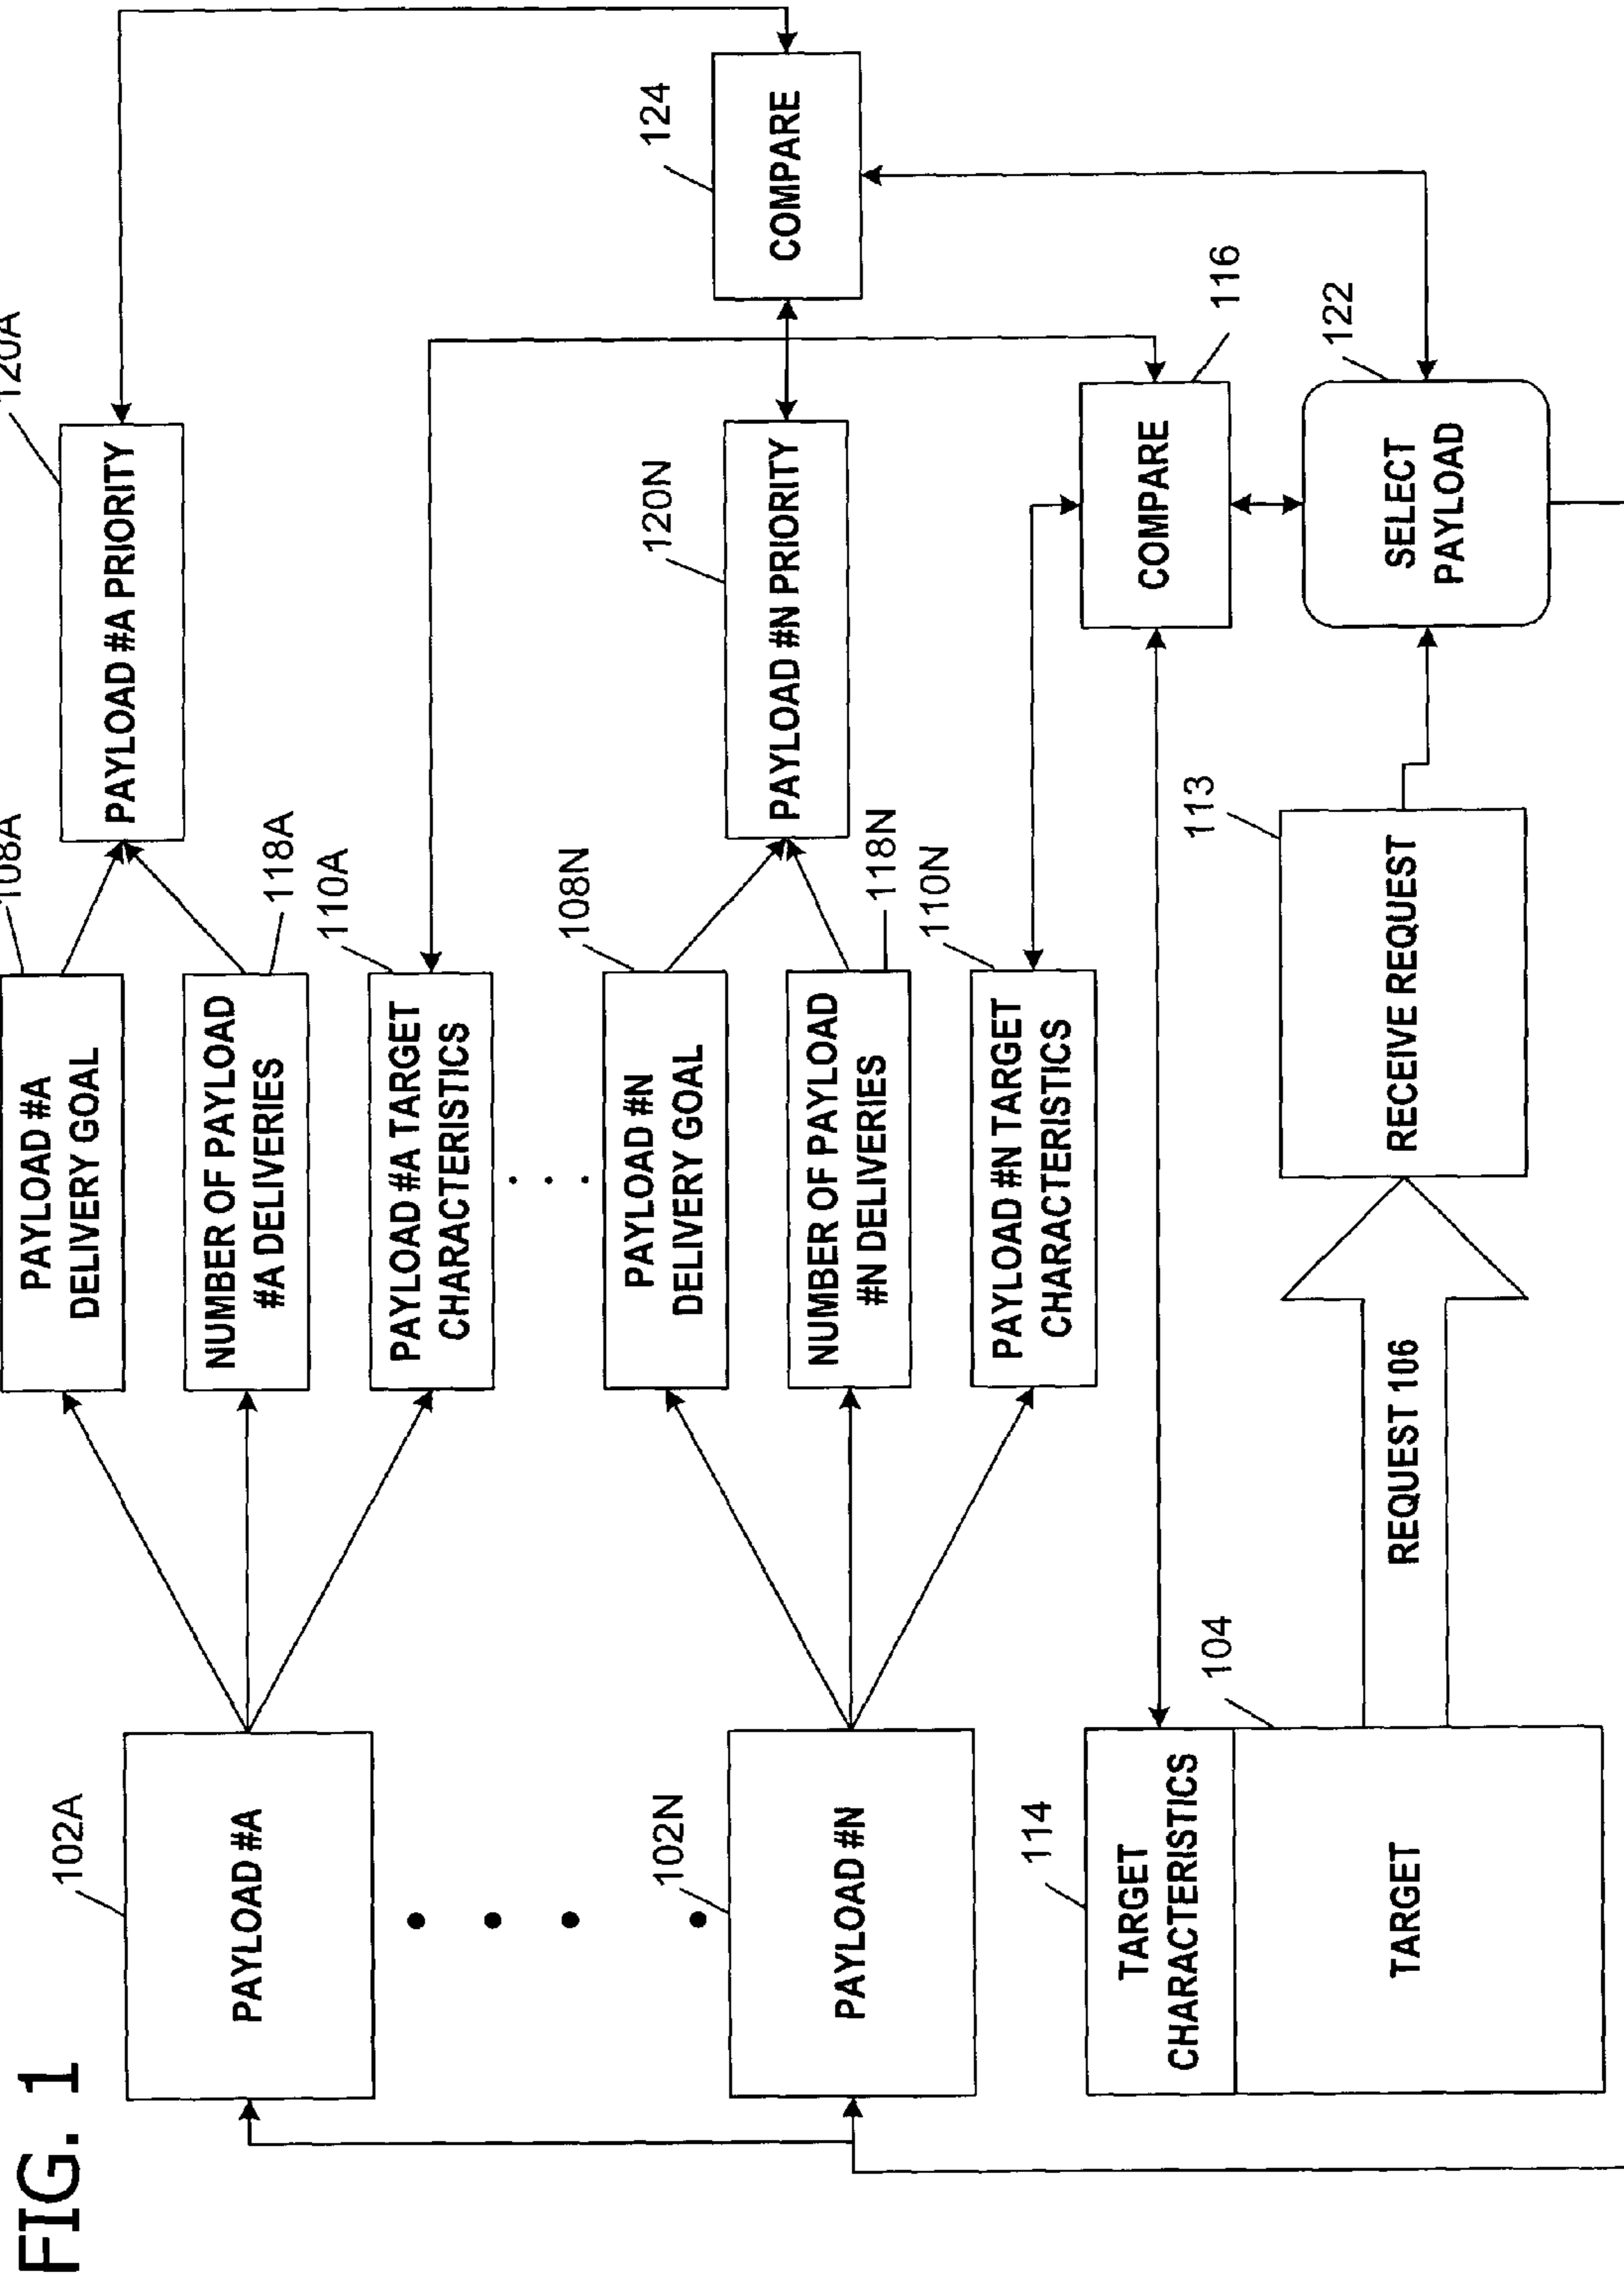 FIG. 1
102A
PAYLOAD #A
108A
PAYLOAD #A
DELIVERY GOAL
NUMBER OF PAYLOAD
#A DELIVERIES
118A
110A
PAYLOAD #A TARGET
CHARACTERISTICS
120A
PAYLOAD #A PRIORITY
102N
PAYLOAD #N
108N
PAYLOAD #N
DELIVERY GOAL
NUMBER OF PAYLOAD
#N DELIVERIES
118N
110N
PAYLOAD #N TARGET
CHARACTERISTICS
120N
PAYLOAD #N PRIORITY
124
COMPARE
114
TARGET
CHARACTERISTICS
104
TARGET
REQUEST 106
113
RECEIVE REQUEST
116
COMPARE
122
SELECT
PAYLOAD